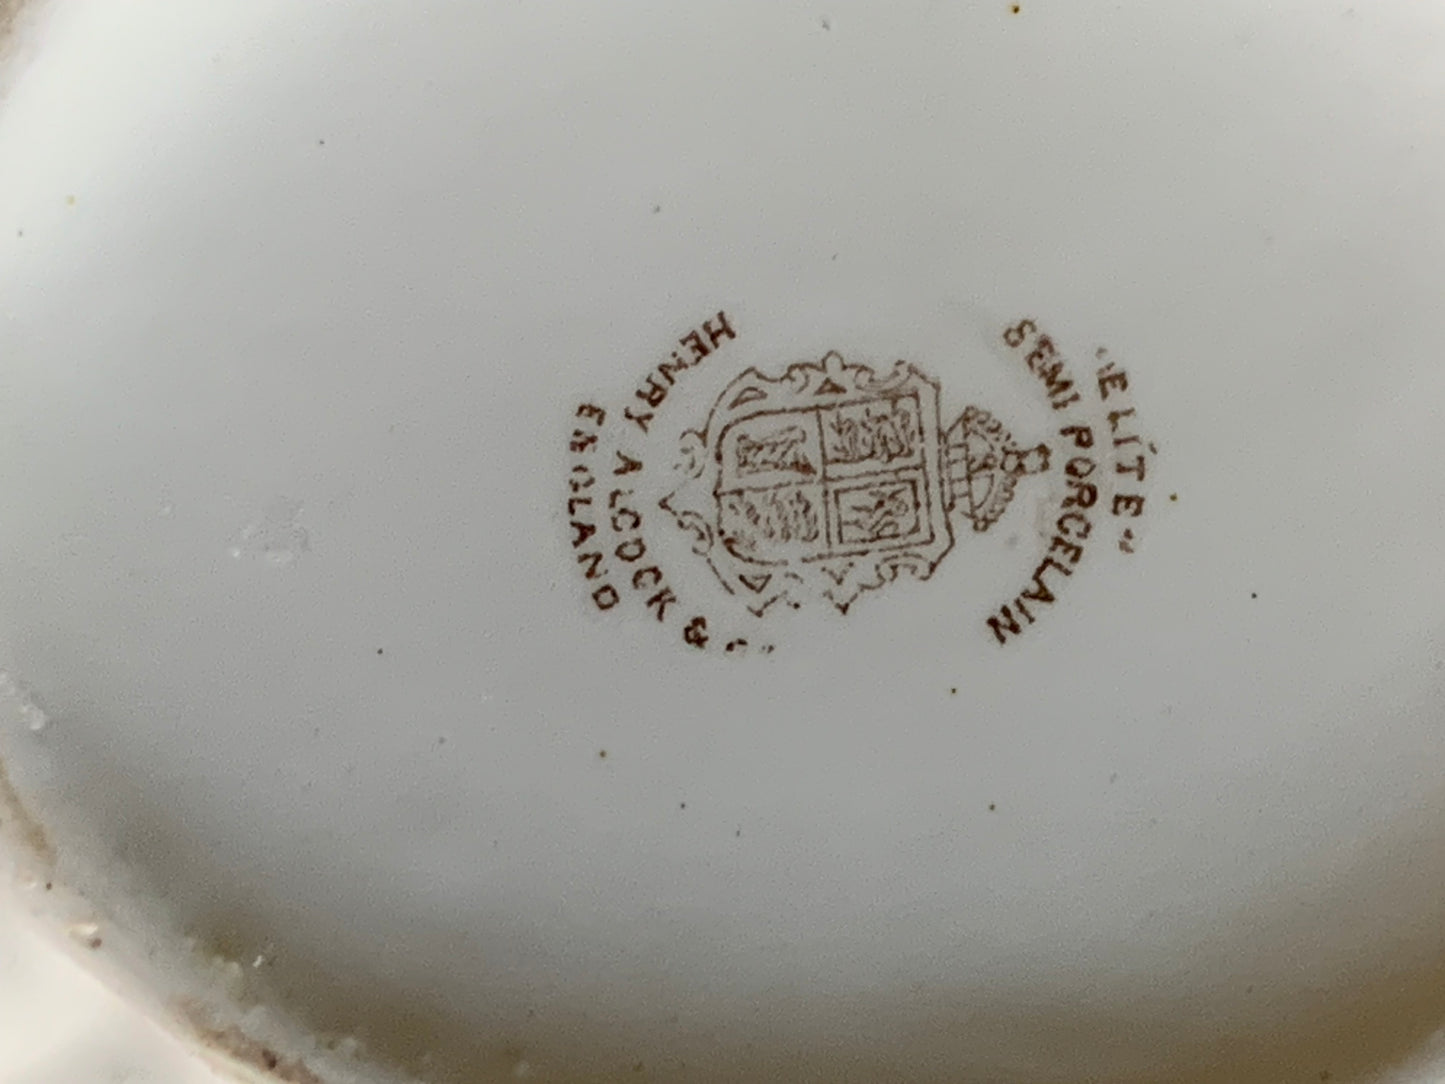 ELITE"
SEMI PORCELAIN
HENRY ALCOCK &
ENGLAND